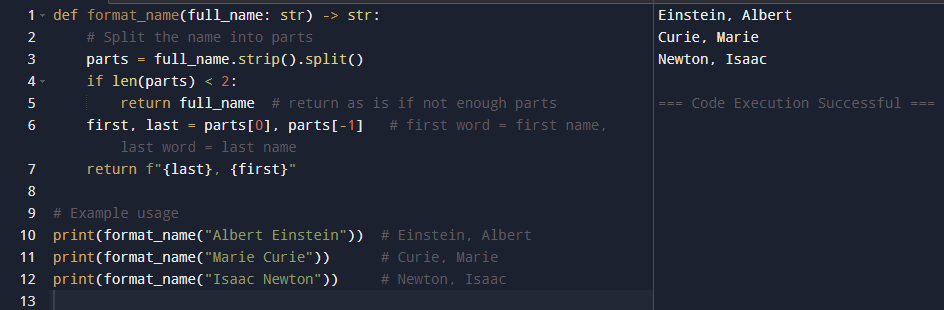 1 def format_name(full_name: str) -> str:
2     # Split the name into parts
3     parts = full_name.strip().split()
4     if len(parts) < 2:
5         return full_name  # return as is if not enough parts
6     first, last = parts[0], parts[-1]   # first word = first name,
        last word = last name
7     return f"{last}, {first}"
8
9 # Example usage
10 print(format_name("Albert Einstein"))  # Einstein, Albert
11 print(format_name("Marie Curie"))      # Curie, Marie
12 print(format_name("Isaac Newton"))     # Newton, Isaac
13
Einstein, Albert
Curie, Marie
Newton, Isaac
=== Code Execution Successful ===